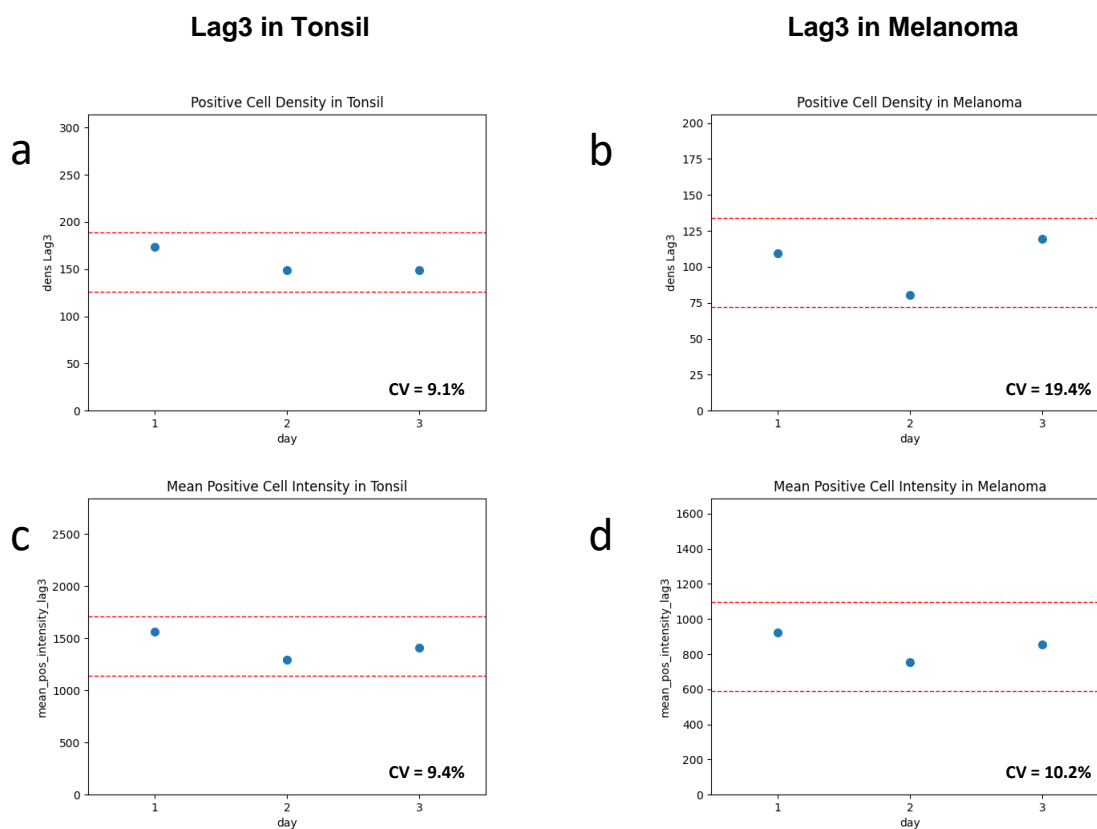 Lag3 in Tonsil
Lag3 in Melanoma
a
Positive Cell Density in Tonsil
300
250
200
150
100
50
0
dens Lag3
CV = 9.1%
1 2 3
day
b
Positive Cell Density in Melanoma
200
175
150
125
100
75
50
25
0
dens Lag3
CV = 19.4%
1 2 3
day
c
Mean Positive Cell Intensity in Tonsil
2500
2000
1500
1000
500
0
mean_pos_intensity_lag3
CV = 9.4%
1 2 3
day
d
Mean Positive Cell Intensity in Melanoma
1600
1400
1200
1000
800
600
400
200
0
mean_pos_intensity_lag3
CV = 10.2%
1 2 3
day